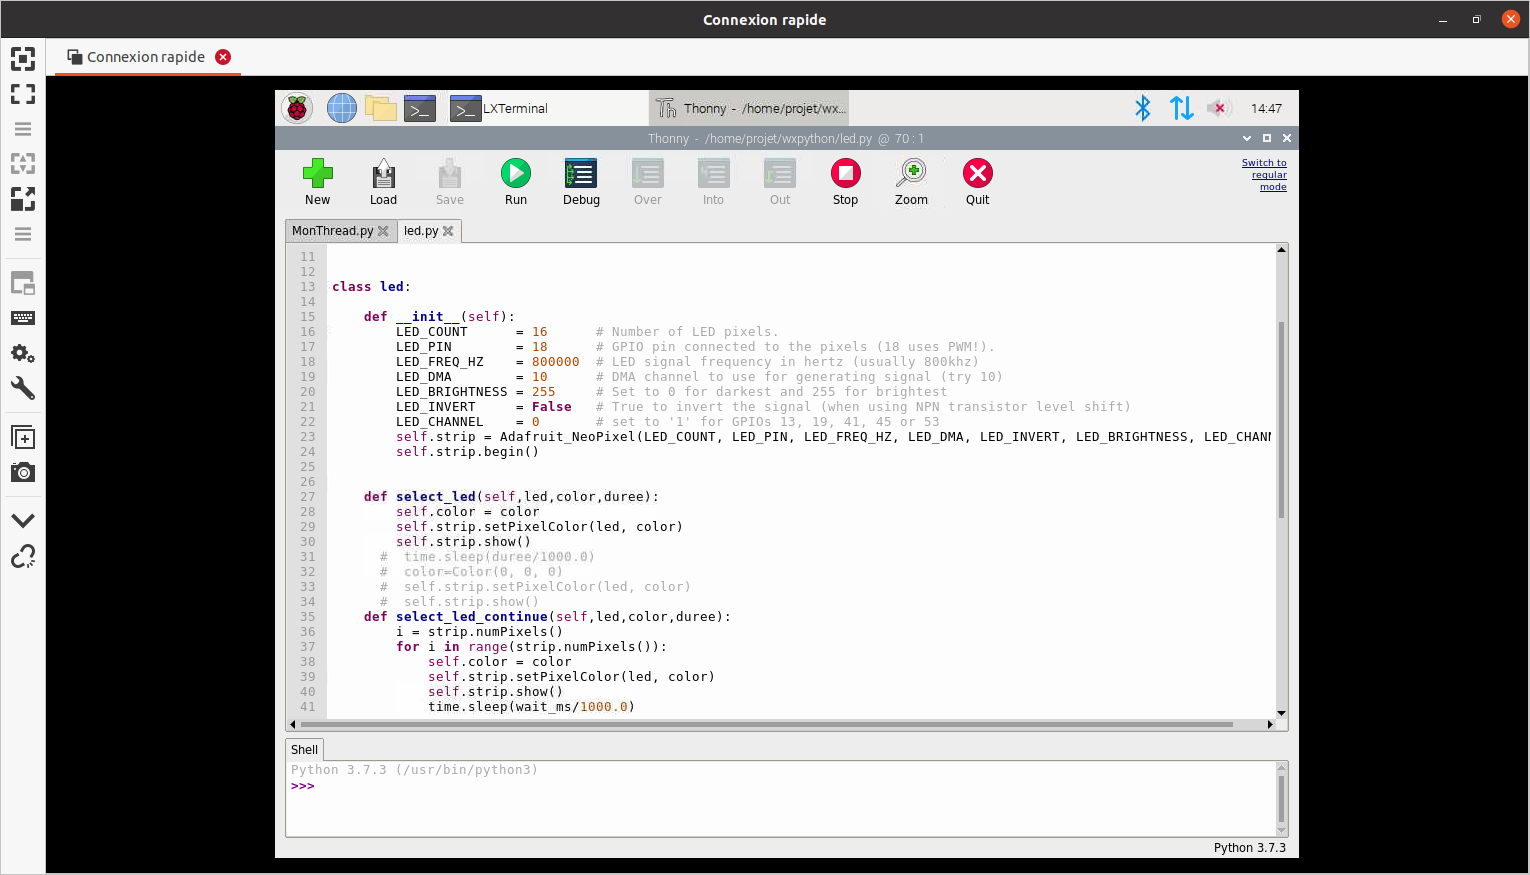 Connexion rapide
Connexion rapide
LXTerminal
Thonny - /home/projet/wx...
14:47
Thonny - /home/projet/wxpython/led.py @ 70 : 1
New Load Save Run Debug Over Into Out Stop Zoom Quit
Switch to
regular
mode
MonThread.py
led.py
11
12
13 class led:
14
15     def __init__(self):
16         LED_COUNT      = 16      # Number of LED pixels.
17         LED_PIN        = 18      # GPIO pin connected to the pixels (18 uses PWM!).
18         LED_FREQ_HZ    = 800000  # LED signal frequency in hertz (usually 800khz)
19         LED_DMA        = 10      # DMA channel to use for generating signal (try 10)
20         LED_BRIGHTNESS = 255     # Set to 0 for darkest and 255 for brightest
21         LED_INVERT     = False   # True to invert the signal (when using NPN transistor level shift)
22         LED_CHANNEL    = 0       # set to '1' for GPIOs 13, 19, 41, 45 or 53
23         self.strip = Adafruit_NeoPixel(LED_COUNT, LED_PIN, LED_FREQ_HZ, LED_DMA, LED_INVERT, LED_BRIGHTNESS, LED_CHAN
24         self.strip.begin()
25
26
27     def select_led(self,led,color,duree):
28         self.color = color
29         self.strip.setPixelColor(led, color)
30         self.strip.show()
31       #  time.sleep(duree/1000.0)
32       #  color=Color(0, 0, 0)
33       #  self.strip.setPixelColor(led, color)
34       #  self.strip.show()
35     def select_led_continue(self,led,color,duree):
36         i = strip.numPixels()
37         for i in range(strip.numPixels()):
38             self.color = color
39             self.strip.setPixelColor(led, color)
40             self.strip.show()
41             time.sleep(wait_ms/1000.0)
Shell
Python 3.7.3 (/usr/bin/python3)
>>>
Python 3.7.3